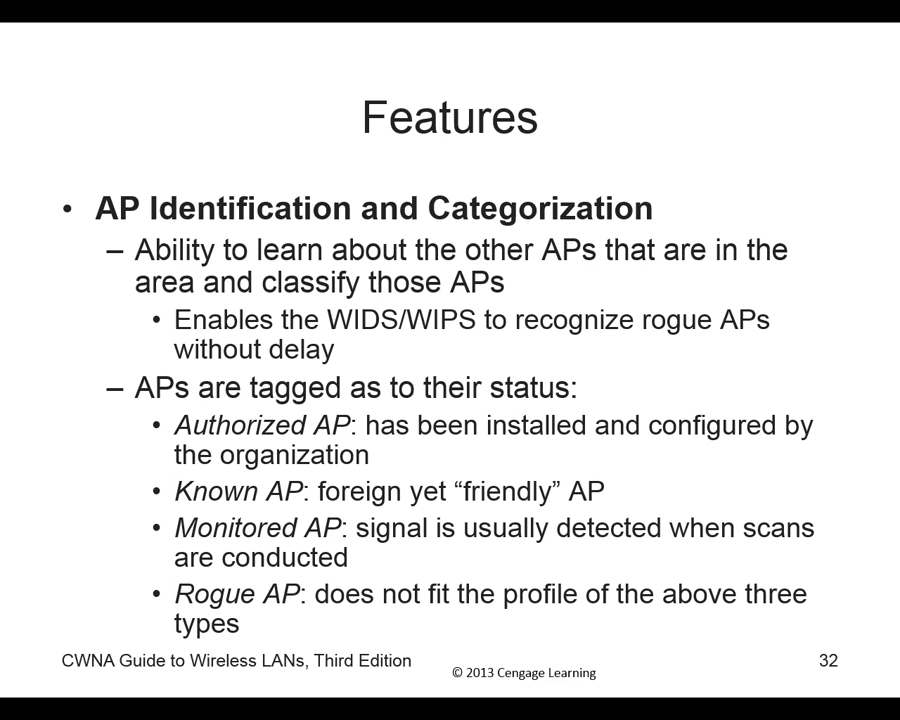 Features
• AP Identification and Categorization
– Ability to learn about the other APs that are in the
area and classify those APs
• Enables the WIDS/WIPS to recognize rogue APs
without delay
– APs are tagged as to their status:
• Authorized AP: has been installed and configured by
the organization
• Known AP: foreign yet “friendly” AP
• Monitored AP: signal is usually detected when scans
are conducted
• Rogue AP: does not fit the profile of the above three
types
CWNA Guide to Wireless LANs, Third Edition
© 2013 Cengage Learning
32